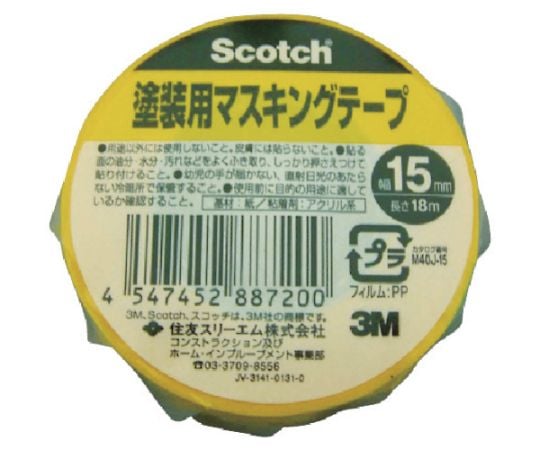 Scotch
塗装用マスキングテープ
●用途以外には使用しないこと。皮膚には貼らないこと。●貼る
面の油分・水分・汚れなどをよくふき取り、しっかり押さえつけて
貼り付けること。●幼児の手が届かない、直射日光のあたら
ない冷暗所で保管すること。●使用前に目的の用途に適して
いるか確認すること。
基材:紙/粘着剤:アクリル系
幅15mm
長さ18m
プラ
カタログ番号
M40J-15
フィルム:PP
4 547452 887200
3M、Scotch、スコッチは、3M社の商標です。
住友スリーエム株式会社
コンストラクション及び
ホーム・インプルーブメント事業部
☎03-3709-8556
JV-3141-0131-0
3M